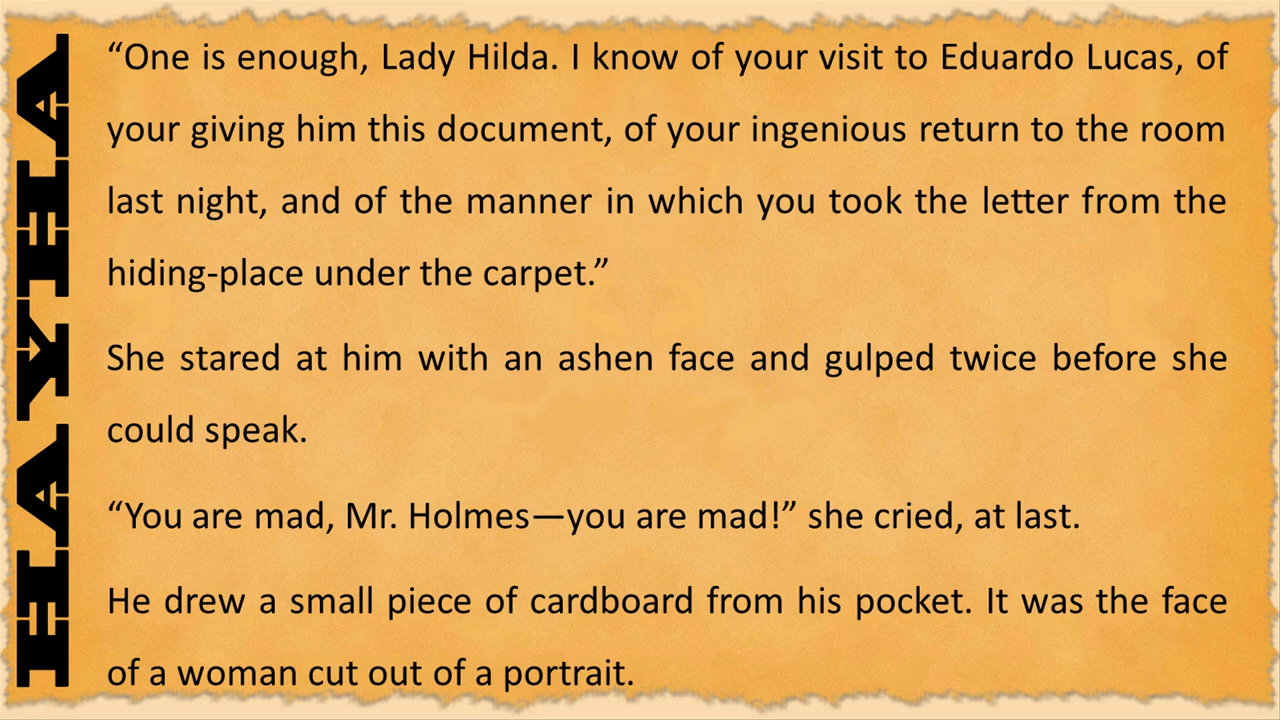 HAYHA
“One is enough, Lady Hilda. I know of your visit to Eduardo Lucas, of
your giving him this document, of your ingenious return to the room
last night, and of the manner in which you took the letter from the
hiding-place under the carpet.”
She stared at him with an ashen face and gulped twice before she
could speak.
“You are mad, Mr. Holmes—you are mad!” she cried, at last.
He drew a small piece of cardboard from his pocket. It was the face
of a woman cut out of a portrait.